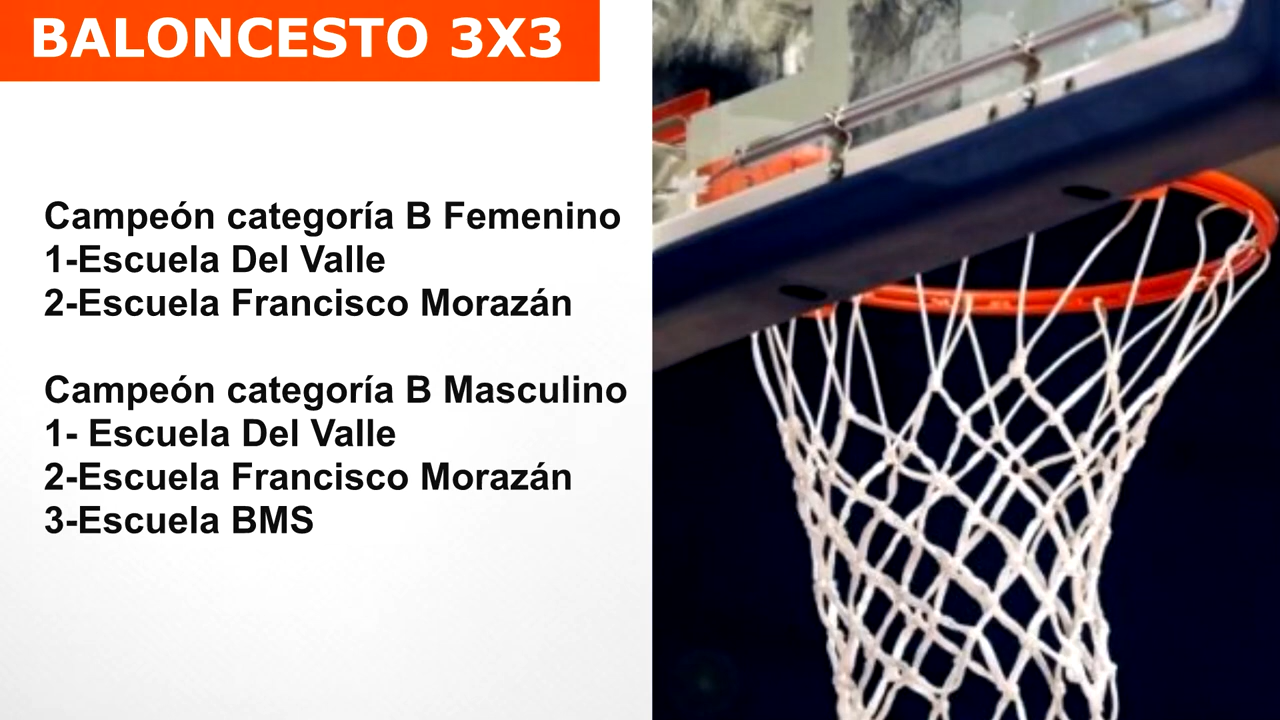 BALONCESTO 3X3
Campeón categoría B Femenino
1-Escuela Del Valle
2-Escuela Francisco Morazán
Campeón categoría B Masculino
1- Escuela Del Valle
2-Escuela Francisco Morazán
3-Escuela BMS